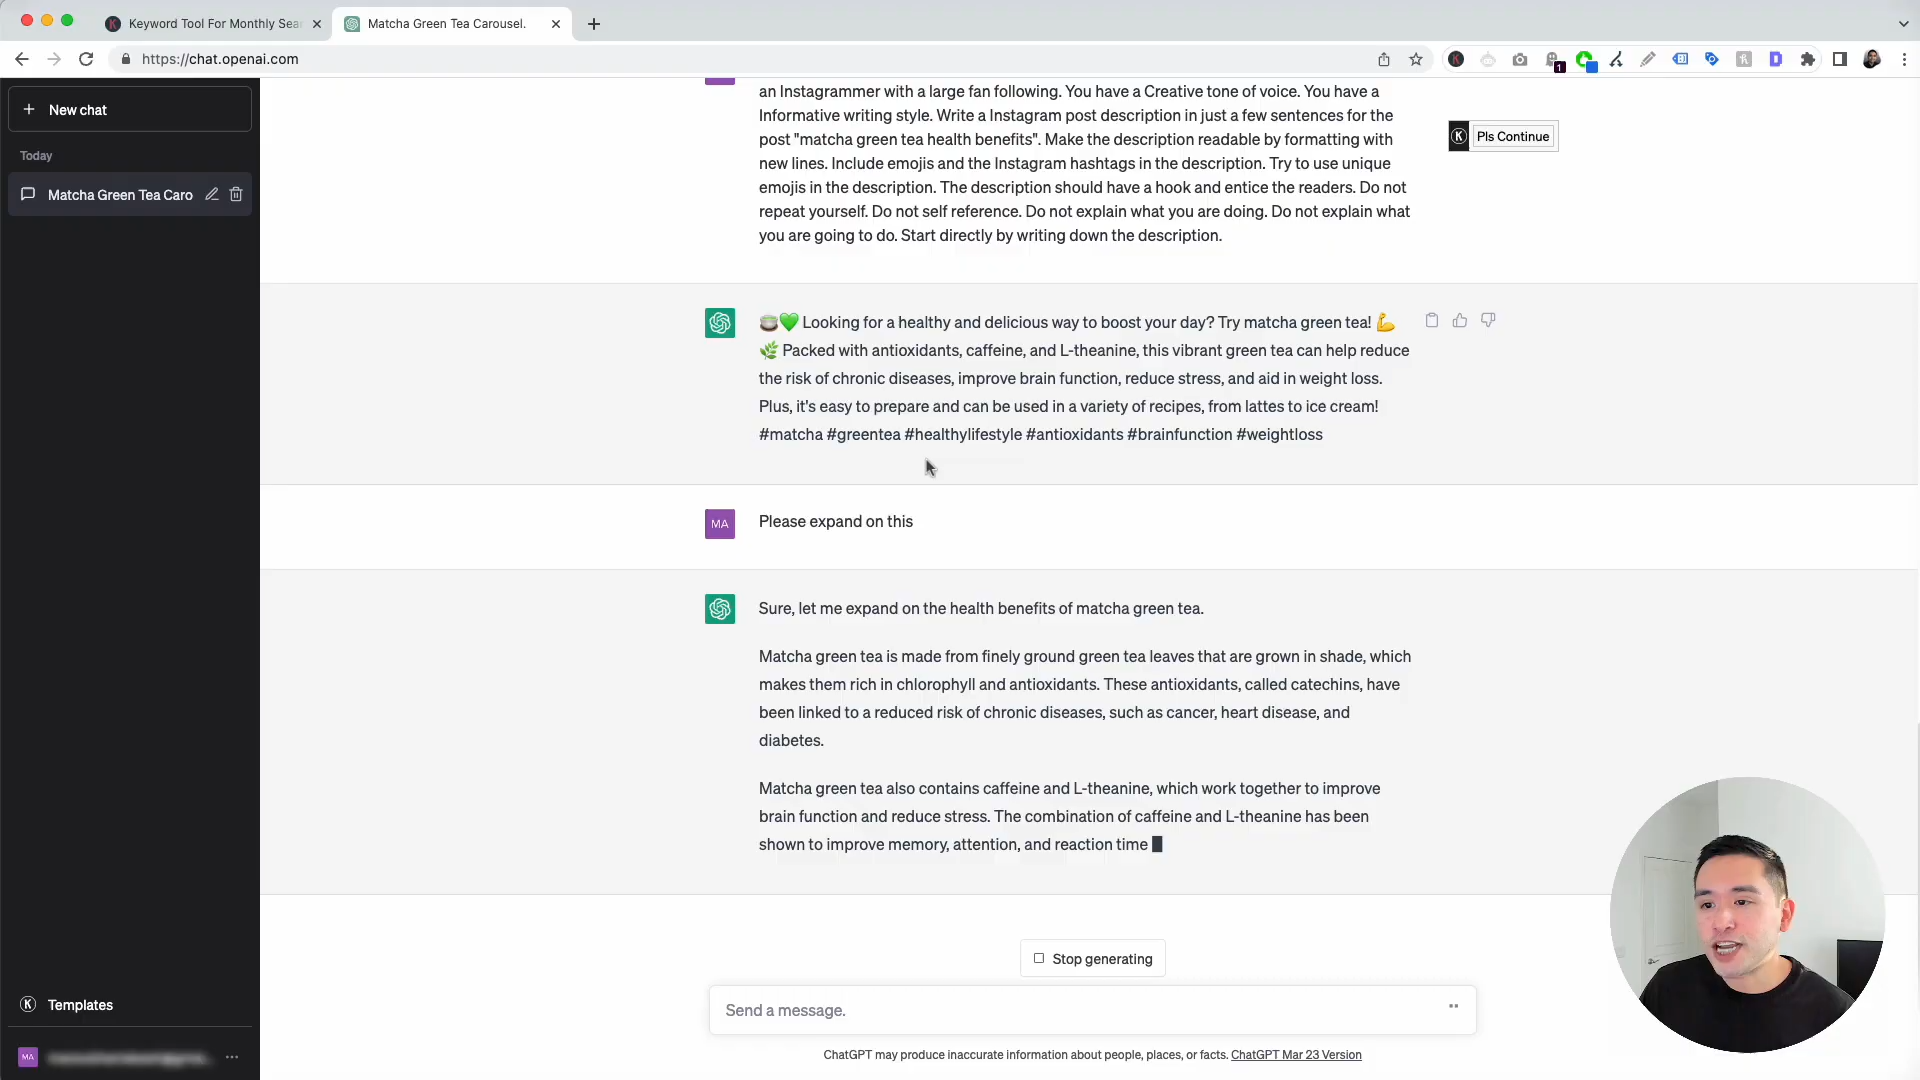 Keyword Tool For Monthly Sear
Matcha Green Tea Carousel.
https://chat.openai.com
1
New chat
Today
Matcha Green Tea Caro
an Instagrammer with a large fan following. You have a Creative tone of voice. You have a
Informative writing style. Write a Instagram post description in just a few sentences for the
post "matcha green tea health benefits". Make the description readable by formatting with
new lines. Include emojis and the Instagram hashtags in the description. Try to use unique
emojis in the description. The description should have a hook and entice the readers. Do not
repeat yourself. Do not self reference. Do not explain what you are doing. Do not explain what
you are going to do. Start directly by writing down the description.
K Pls Continue
🍵💚 Looking for a healthy and delicious way to boost your day? Try matcha green tea! 💪
🌿 Packed with antioxidants, caffeine, and L-theanine, this vibrant green tea can help reduce
the risk of chronic diseases, improve brain function, reduce stress, and aid in weight loss.
Plus, it's easy to prepare and can be used in a variety of recipes, from lattes to ice cream!
#matcha #greentea #healthylifestyle #antioxidants #brainfunction #weightloss
MA
Please expand on this
Sure, let me expand on the health benefits of matcha green tea.
Matcha green tea is made from finely ground green tea leaves that are grown in shade, which
makes them rich in chlorophyll and antioxidants. These antioxidants, called catechins, have
been linked to a reduced risk of chronic diseases, such as cancer, heart disease, and
diabetes.
Matcha green tea also contains caffeine and L-theanine, which work together to improve
brain function and reduce stress. The combination of caffeine and L-theanine has been
shown to improve memory, attention, and reaction time
Stop generating
Send a message.
ChatGPT may produce inaccurate information about people, places, or facts. ChatGPT Mar 23 Version
K Templates
MA